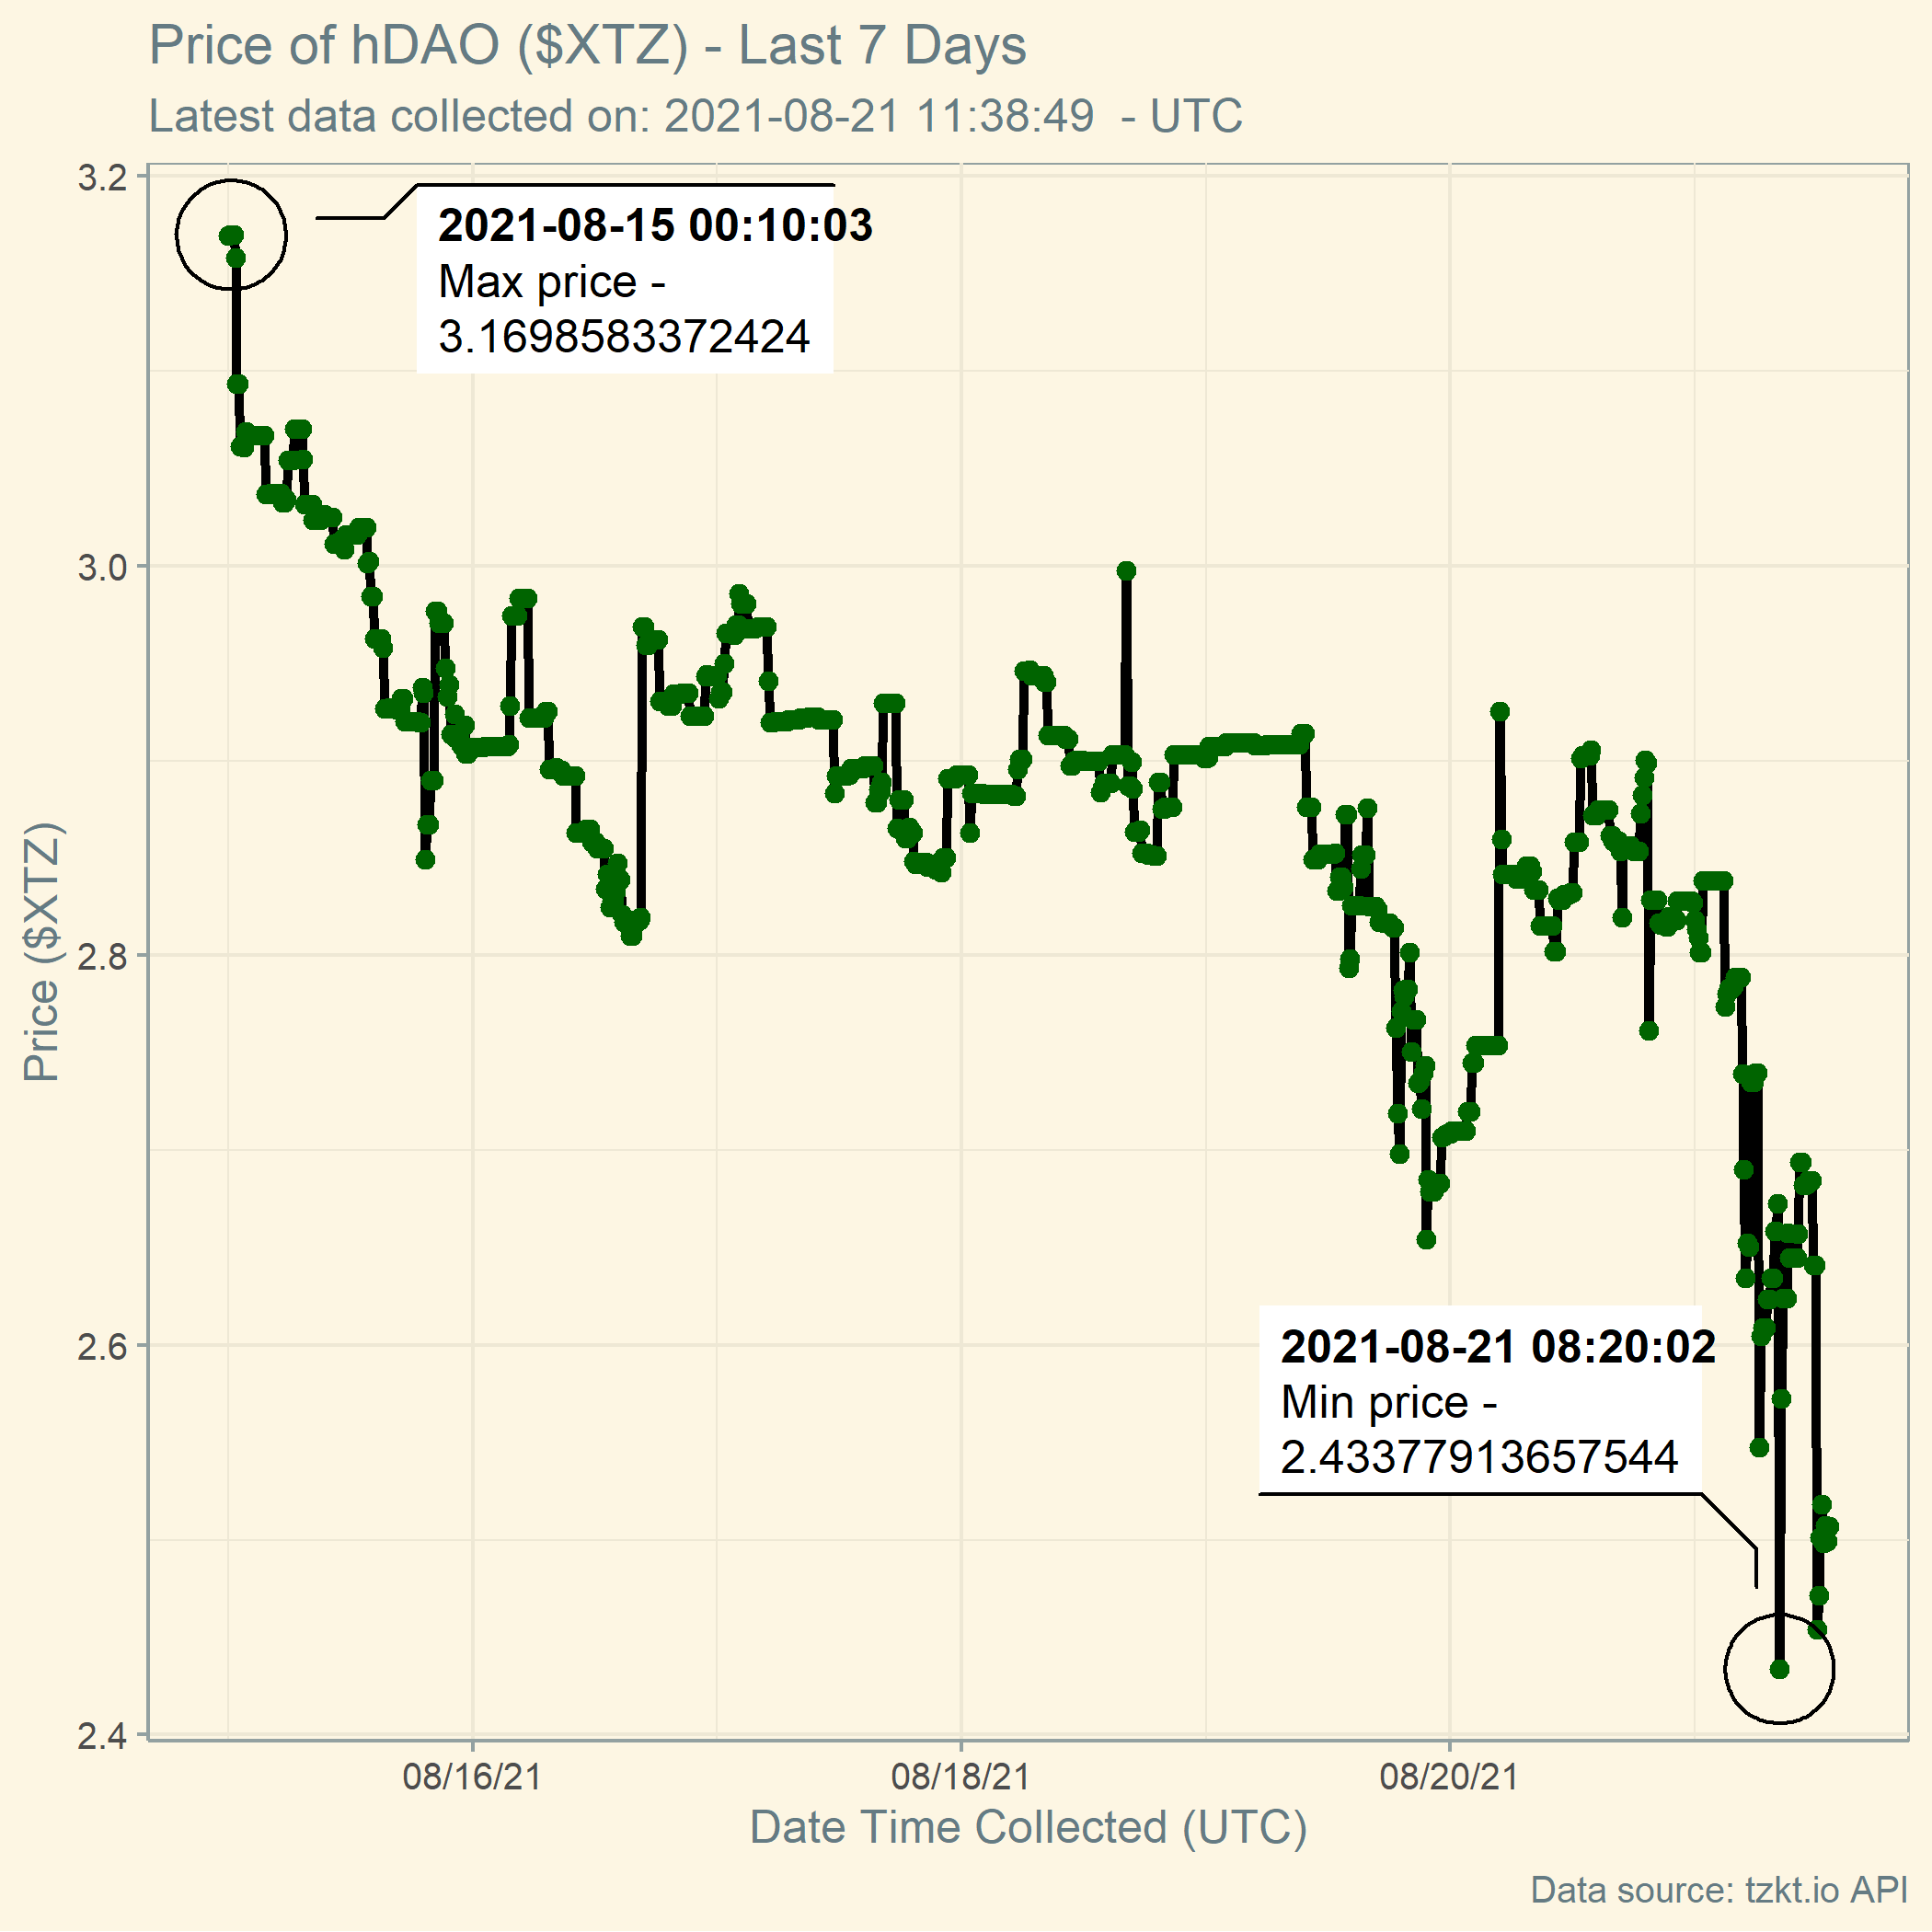 Price of hDAO ($XTZ) - Last 7 Days
Latest data collected on: 2021-08-21 11:38:49  - UTC
3.2
3.0
2.8
2.6
2.4
Price ($XTZ)
2021-08-15 00:10:03
Max price -
3.1698583372424
2021-08-21 08:20:02
Min price -
2.43377913657544
08/16/21
08/18/21
08/20/21
Date Time Collected (UTC)
Data source: tzkt.io API